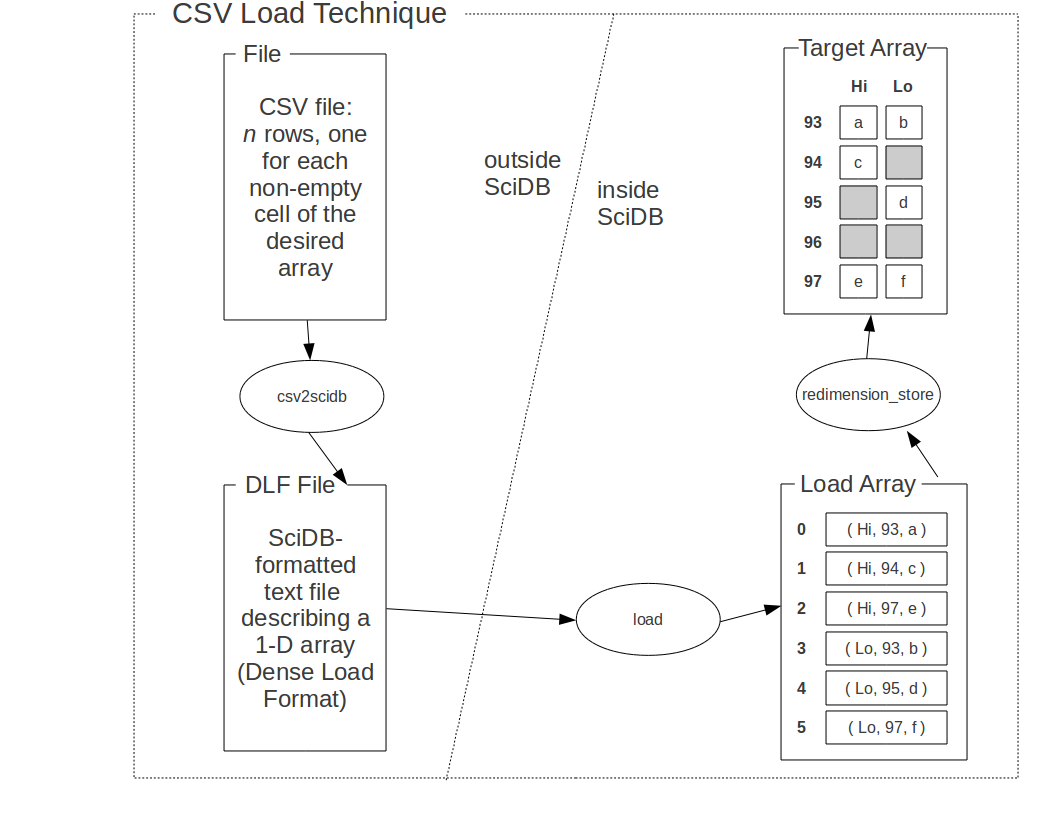 CSV Load Technique
File
CSV file:
n rows, one
for each
non-empty
cell of the
desired
array
csv2scidb
DLF File
SciDB-
formatted
text file
describing a
1-D array
(Dense Load
Format)
outside
SciDB
inside
SciDB
load
Load Array
0 ( Hi, 93, a )
1 ( Hi, 94, c )
2 ( Hi, 97, e )
3 ( Lo, 93, b )
4 ( Lo, 95, d )
5 ( Lo, 97, f )
redimension_store
Target Array
Hi Lo
93 a b
94 c
95 d
96
97 e f